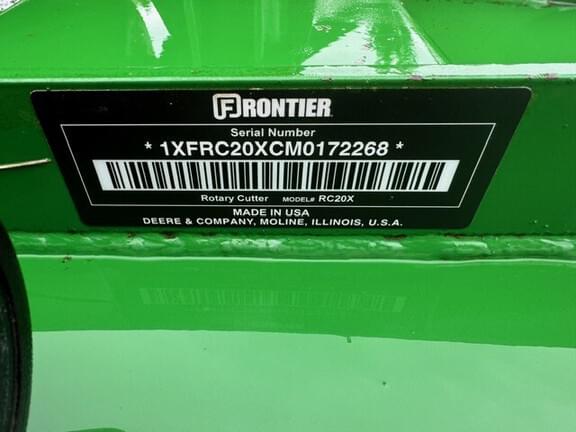 FRONTIER
Serial Number
* 1XFRC20XCM0172268 *
Rotary Cutter MODEL# RC20X
MADE IN USA
DEERE & COMPANY, MOLINE, ILLINOIS, U.S.A.